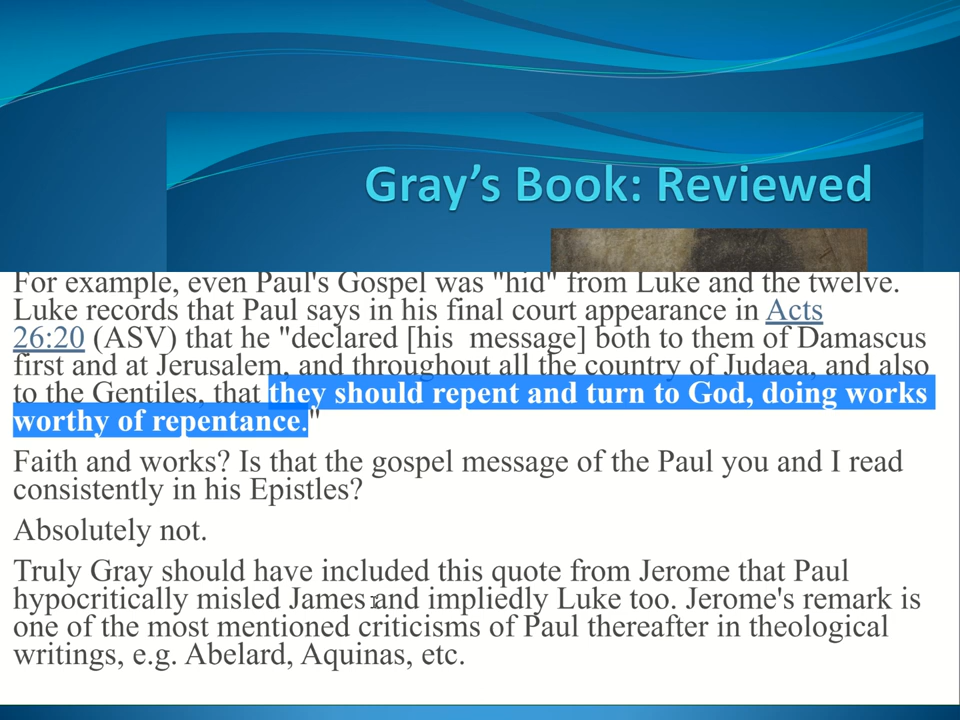 Gray’s Book: Reviewed
For example, even Paul's Gospel was "hid" from Luke and the twelve.
Luke records that Paul says in his final court appearance in Acts
26:20 (ASV) that he "declared [his  message] both to them of Damascus
first and at Jerusalem, and throughout all the country of Judaea, and also
to the Gentiles, that they should repent and turn to God, doing works
worthy of repentance."
Faith and works? Is that the gospel message of the Paul you and I read
consistently in his Epistles?
Absolutely not.
Truly Gray should have included this quote from Jerome that Paul
hypocritically misled James and impliedly Luke too. Jerome's remark is
one of the most mentioned criticisms of Paul thereafter in theological
writings, e.g. Abelard, Aquinas, etc.